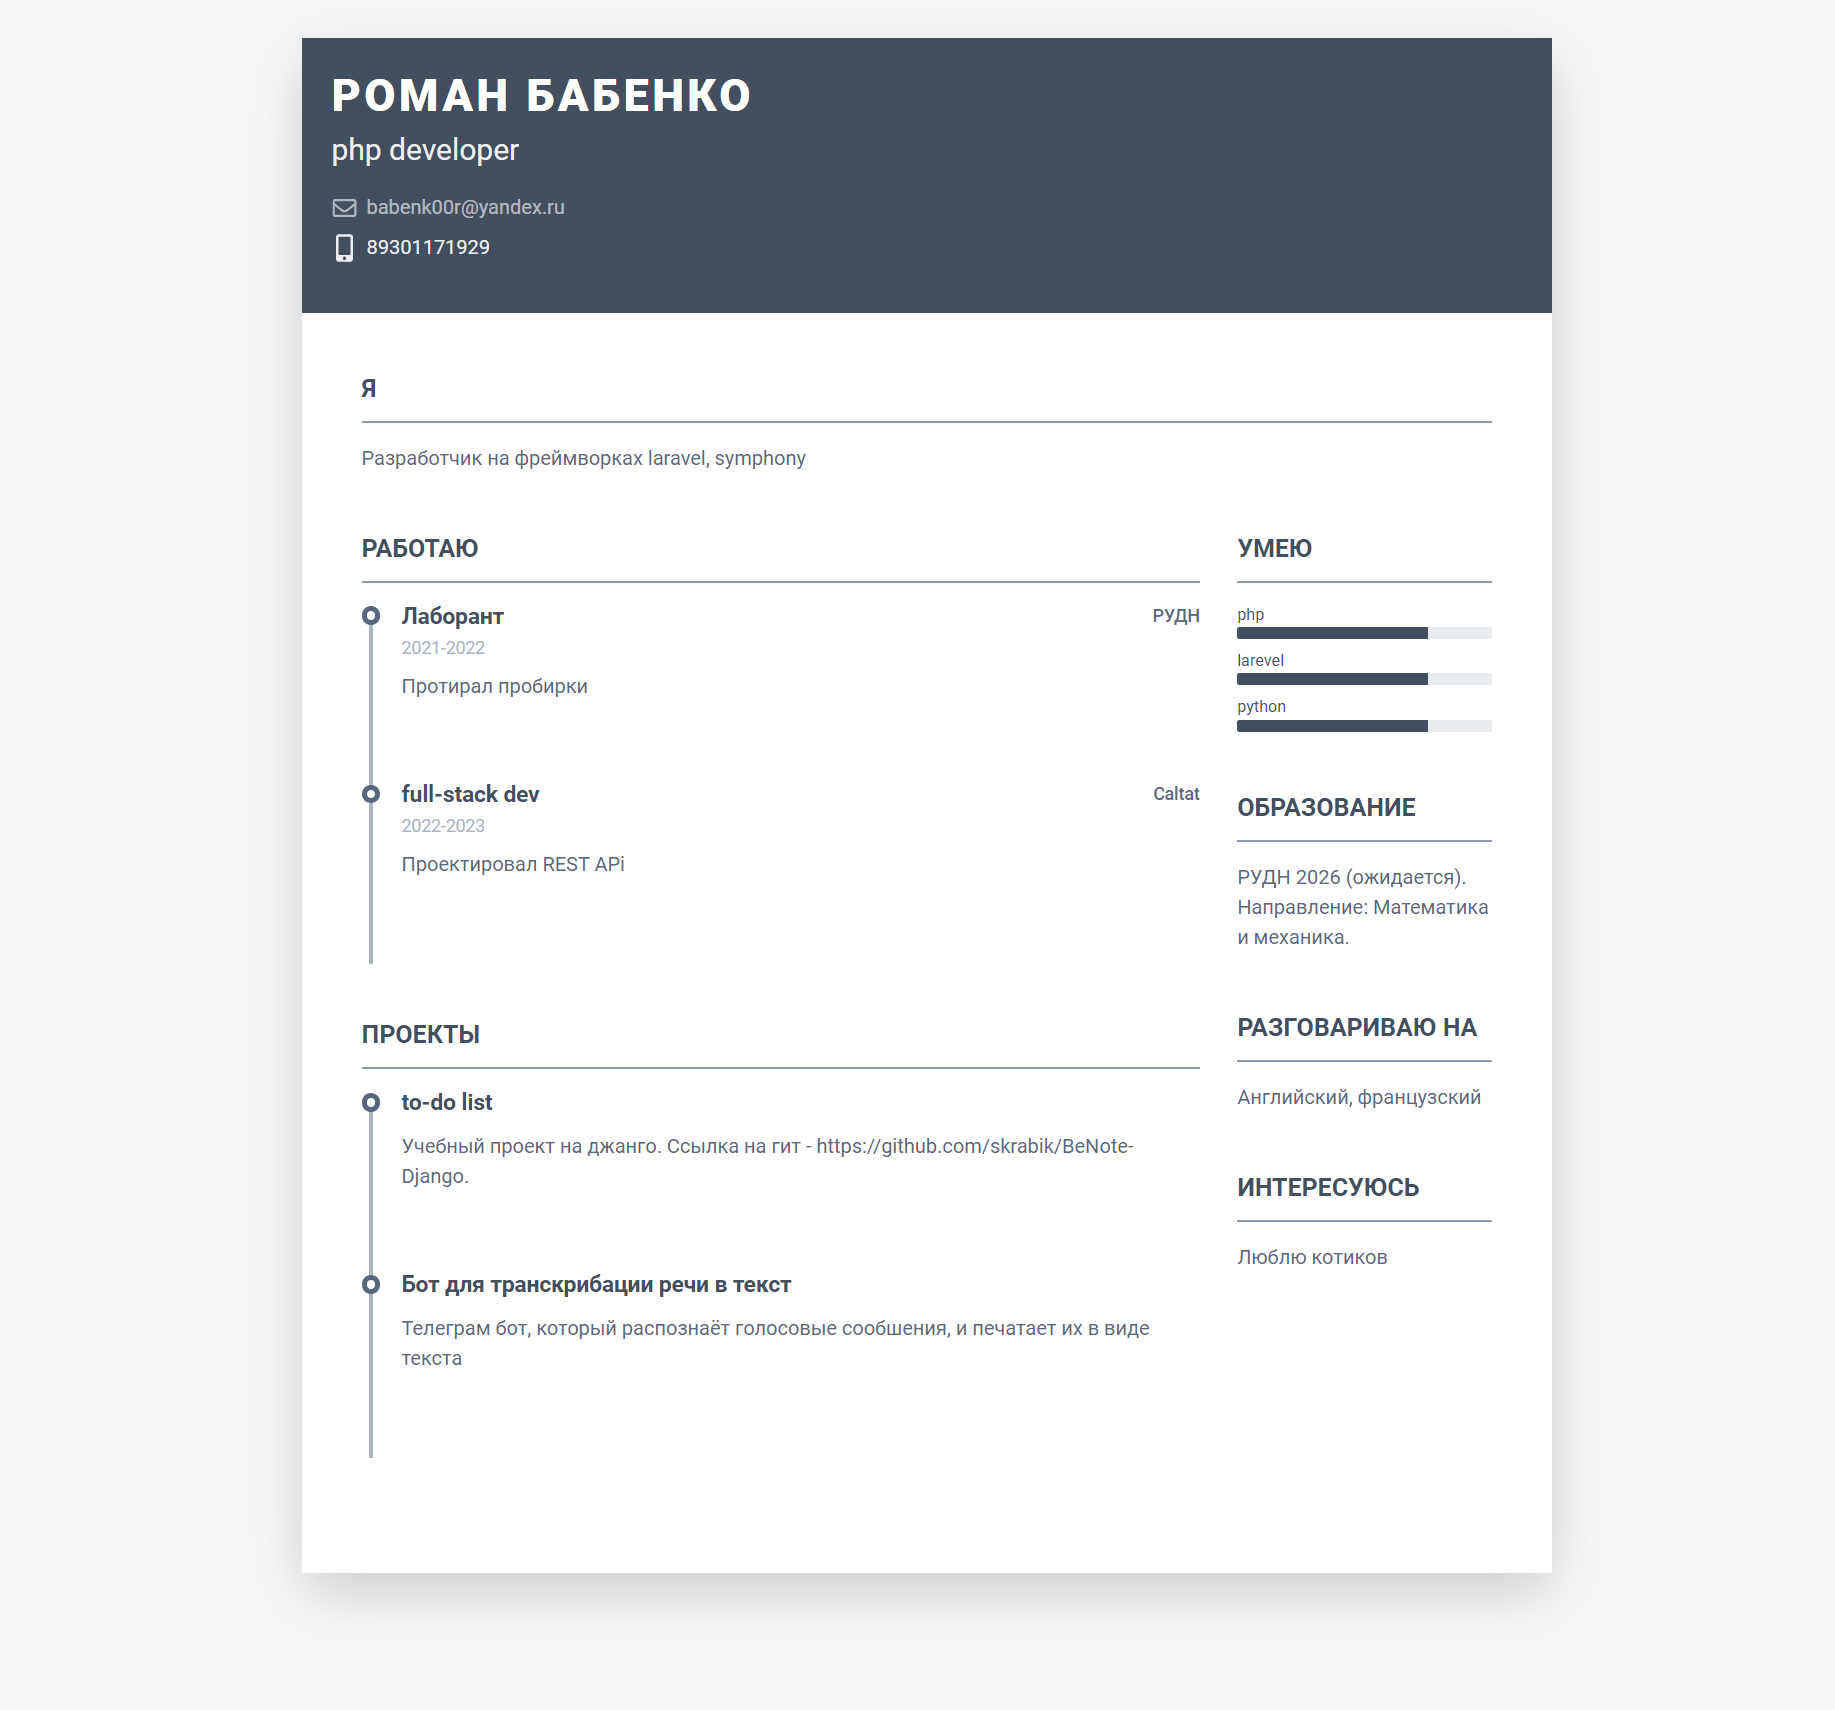 РОМАН БАБЕНКО
php developer
babenk00r@yandex.ru
89301171929
Я
Разработчик на фреймворках laravel, symphony
РАБОТАЮ
Лаборант
РУДН
2021-2022
Протирал пробирки
full-stack dev
Caltat
2022-2023
Проектировал REST APi
ПРОЕКТЫ
to-do list
Учебный проект на джанго. Ссылка на гит - https://github.com/skrabik/BeNote-
Django.
Бот для транскрибации речи в текст
Телеграм бот, который распознаёт голосовые сообшения, и печатает их в виде
текста
УМЕЮ
php
larevel
python
ОБРАЗОВАНИЕ
РУДН 2026 (ожидается).
Направление: Математика
и механика.
РАЗГОВАРИВАЮ НА
Английский, французский
ИНТЕРЕСУЮСЬ
Люблю котиков